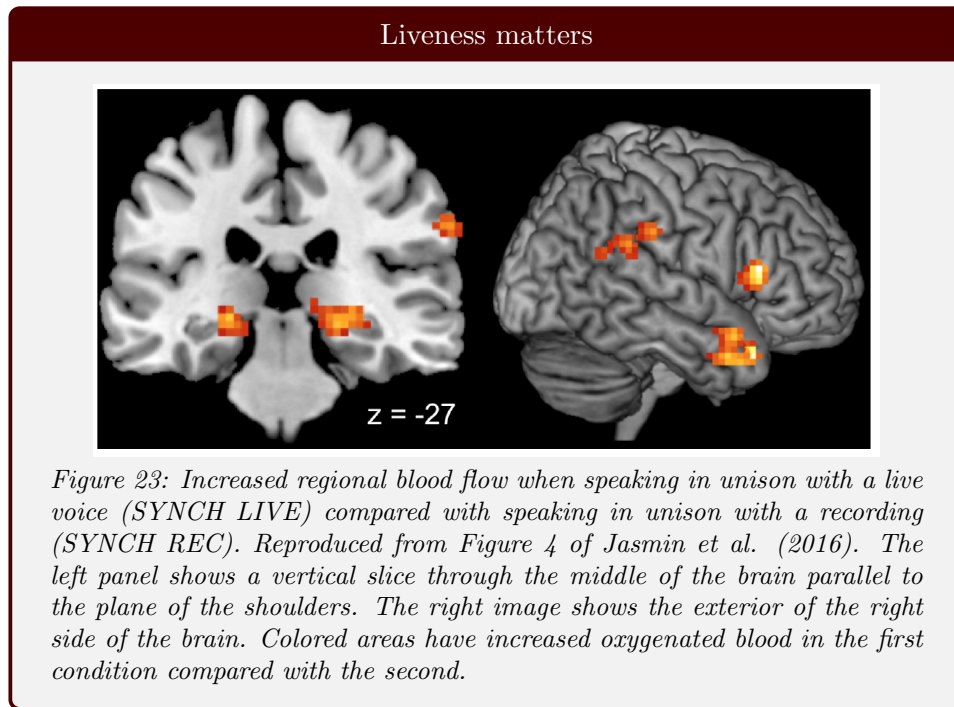 Liveness matters
z = -27
Figure 23: Increased regional blood flow when speaking in unison with a live
voice (SYNCH LIVE) compared with speaking in unison with a recording
(SYNCH REC). Reproduced from Figure 4 of Jasmin et al. (2016). The
left panel shows a vertical slice through the middle of the brain parallel to
the plane of the shoulders. The right image shows the exterior of the right
side of the brain. Colored areas have increased oxygenated blood in the first
condition compared with the second.